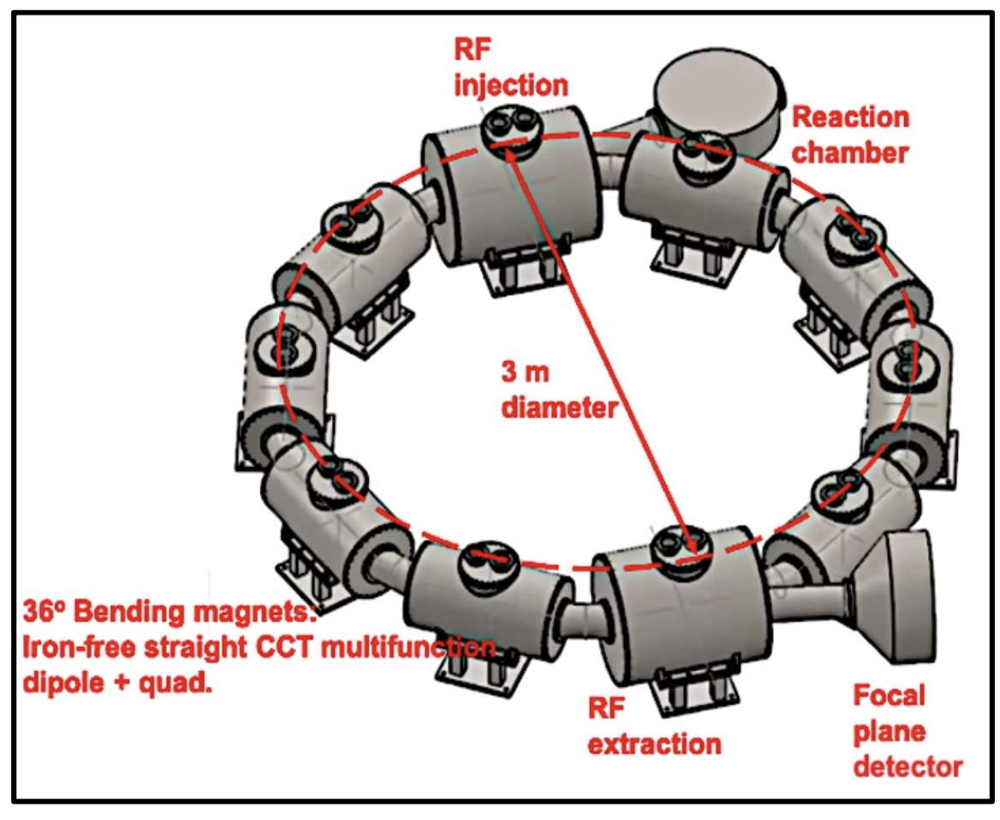 RF
injection
Reaction
chamber
3 m
diameter
36º Bending magnets:
Iron-free straight CCT multifunction
dipole + quad.
RF
extraction
Focal
plane
detector